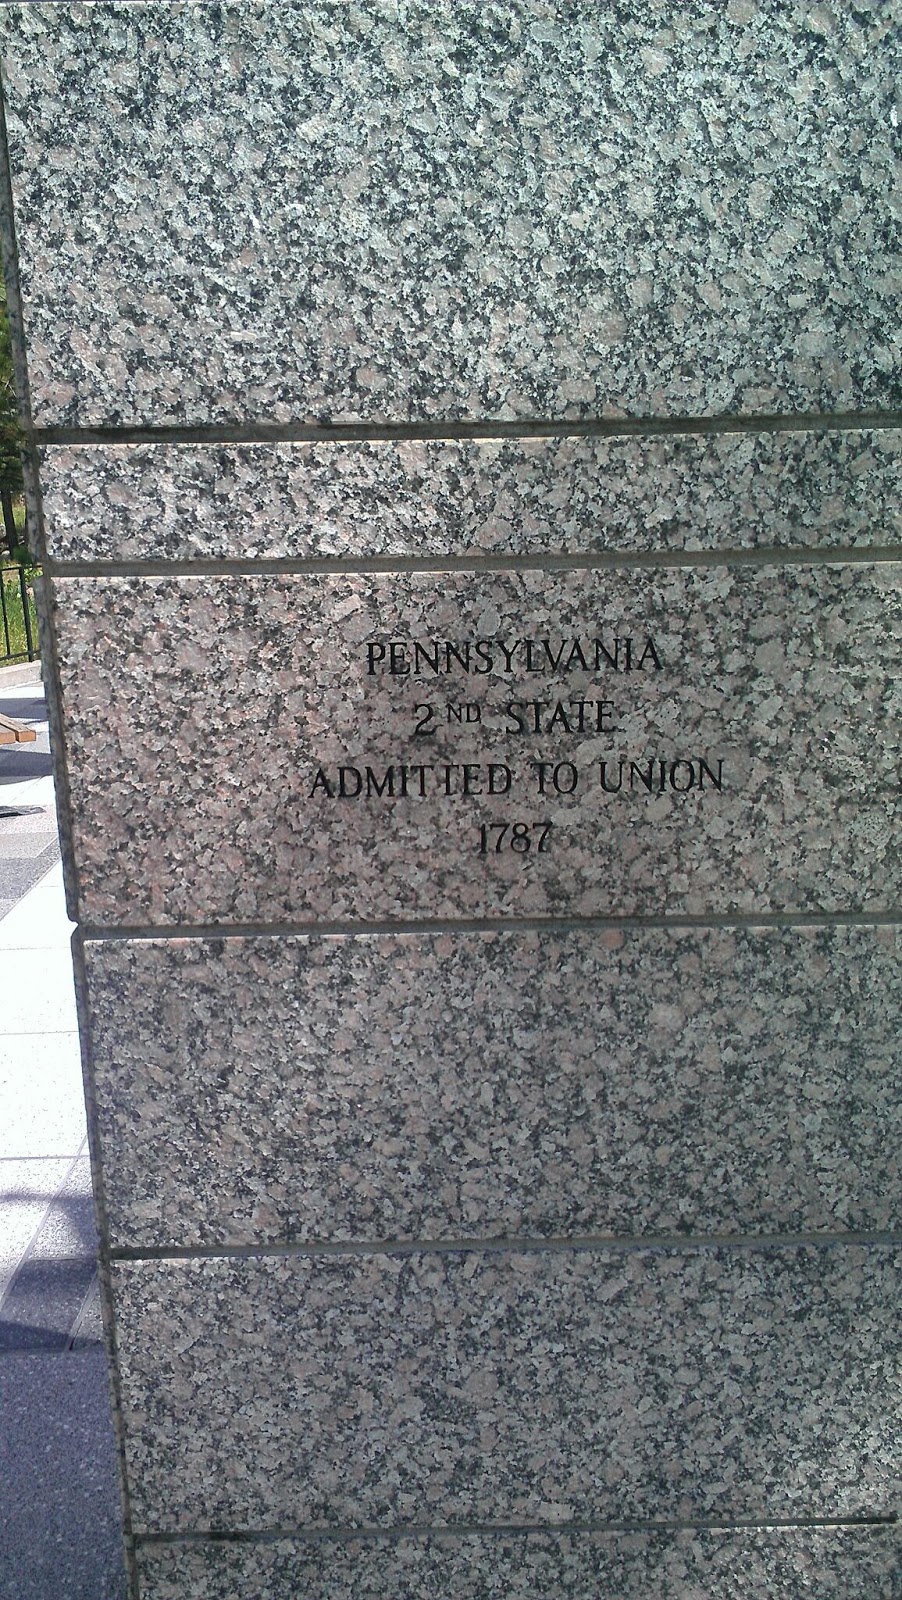 PENNSYLVANIA
2ND STATE
ADMITTED TO UNION
1787